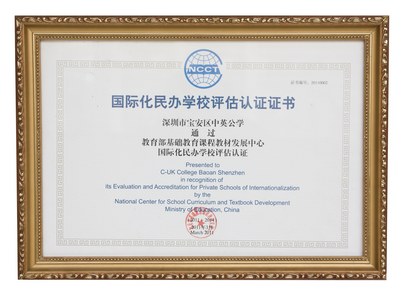 NCCT
国际化民办学校评估认证证书
深圳市宝安区中英公学
通 过
教育部基础教育课程教材发展中心
国际化民办学校评估认证
Presented to
C-UK College Baoan Shenzhen
in recognition of
its Evaluation and Accreditation for Private Schools of Internationalization
by the
National Center for School Curriculum and Textbook Development
Ministry of Education, China
March 2011